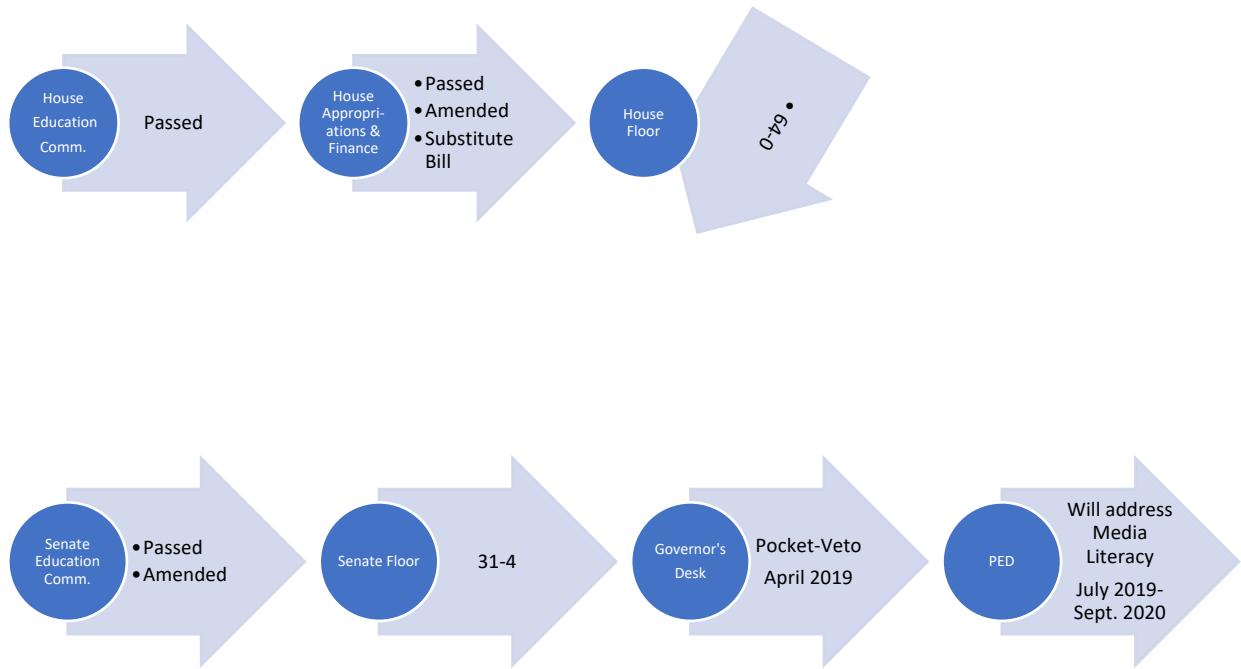 House
Education
Comm.
Passed
House
Appropri-
ations &
Finance
•Passed
•Amended
•Substitute
Bill
House
Floor
• 64-0
Senate
Education
Comm.
•Passed
•Amended
Senate Floor
31-4
Governor's
Desk
Pocket-Veto
April 2019
PED
Will address
Media
Literacy
July 2019-
Sept. 2020